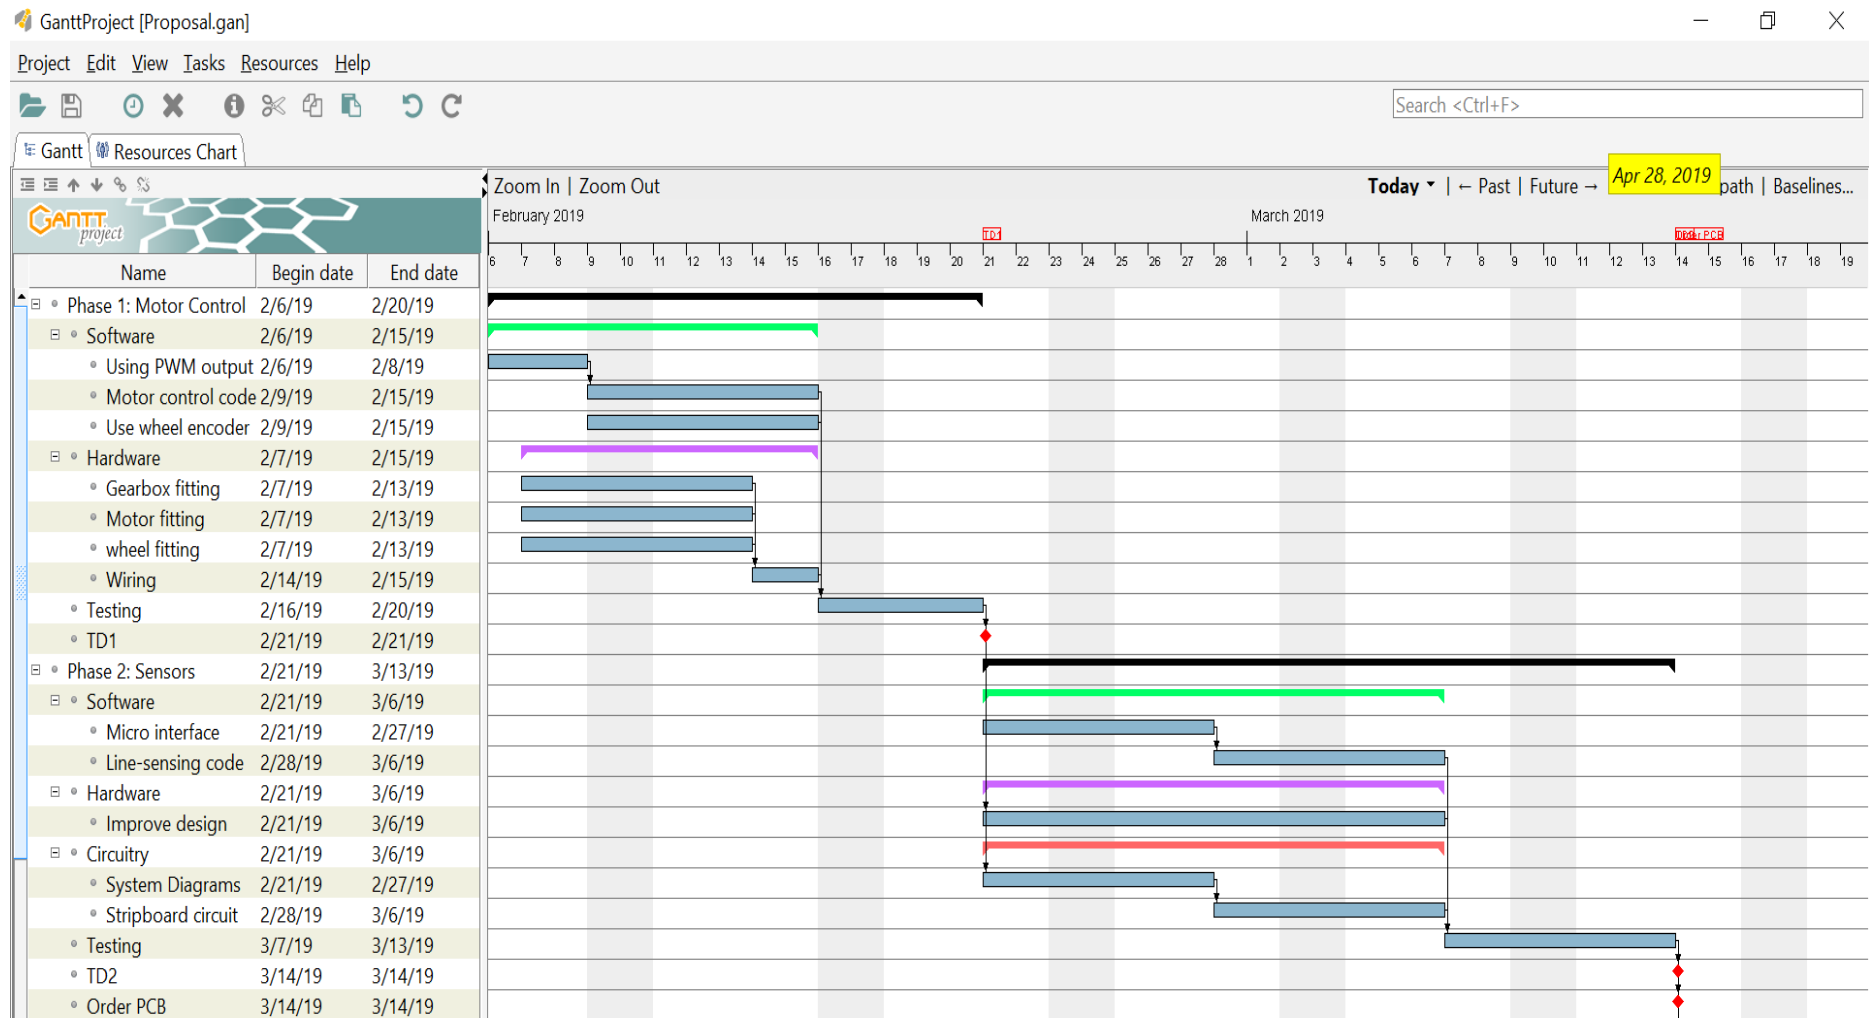 GanttProject [Proposal.gan]
Project Edit View Tasks Resources Help
Search <Ctrl+F>
Gantt Resources Chart
Zoom In | Zoom Out Today | ← Past | Future → Apr 28, 2019 path | Baselines...
GANTT project
February 2019 March 2019
TD1 Order PCB
6 7 8 9 10 11 12 13 14 15 16 17 18 19 20 21 22 23 24 25 26 27 28 1 2 3 4 5 6 7 8 9 10 11 12 13 14 15 16 17 18 19
Name Begin date End date
Phase 1: Motor Control 2/6/19 2/20/19
Software 2/6/19 2/15/19
Using PWM output 2/6/19 2/8/19
Motor control code 2/9/19 2/15/19
Use wheel encoder 2/9/19 2/15/19
Hardware 2/7/19 2/15/19
Gearbox fitting 2/7/19 2/13/19
Motor fitting 2/7/19 2/13/19
wheel fitting 2/7/19 2/13/19
Wiring 2/14/19 2/15/19
Testing 2/16/19 2/20/19
TD1 2/21/19 2/21/19
Phase 2: Sensors 2/21/19 3/13/19
Software 2/21/19 3/6/19
Micro interface 2/21/19 2/27/19
Line-sensing code 2/28/19 3/6/19
Hardware 2/21/19 3/6/19
Improve design 2/21/19 3/6/19
Circuitry 2/21/19 3/6/19
System Diagrams 2/21/19 2/27/19
Stripboard circuit 2/28/19 3/6/19
Testing 3/7/19 3/13/19
TD2 3/14/19 3/14/19
Order PCB 3/14/19 3/14/19